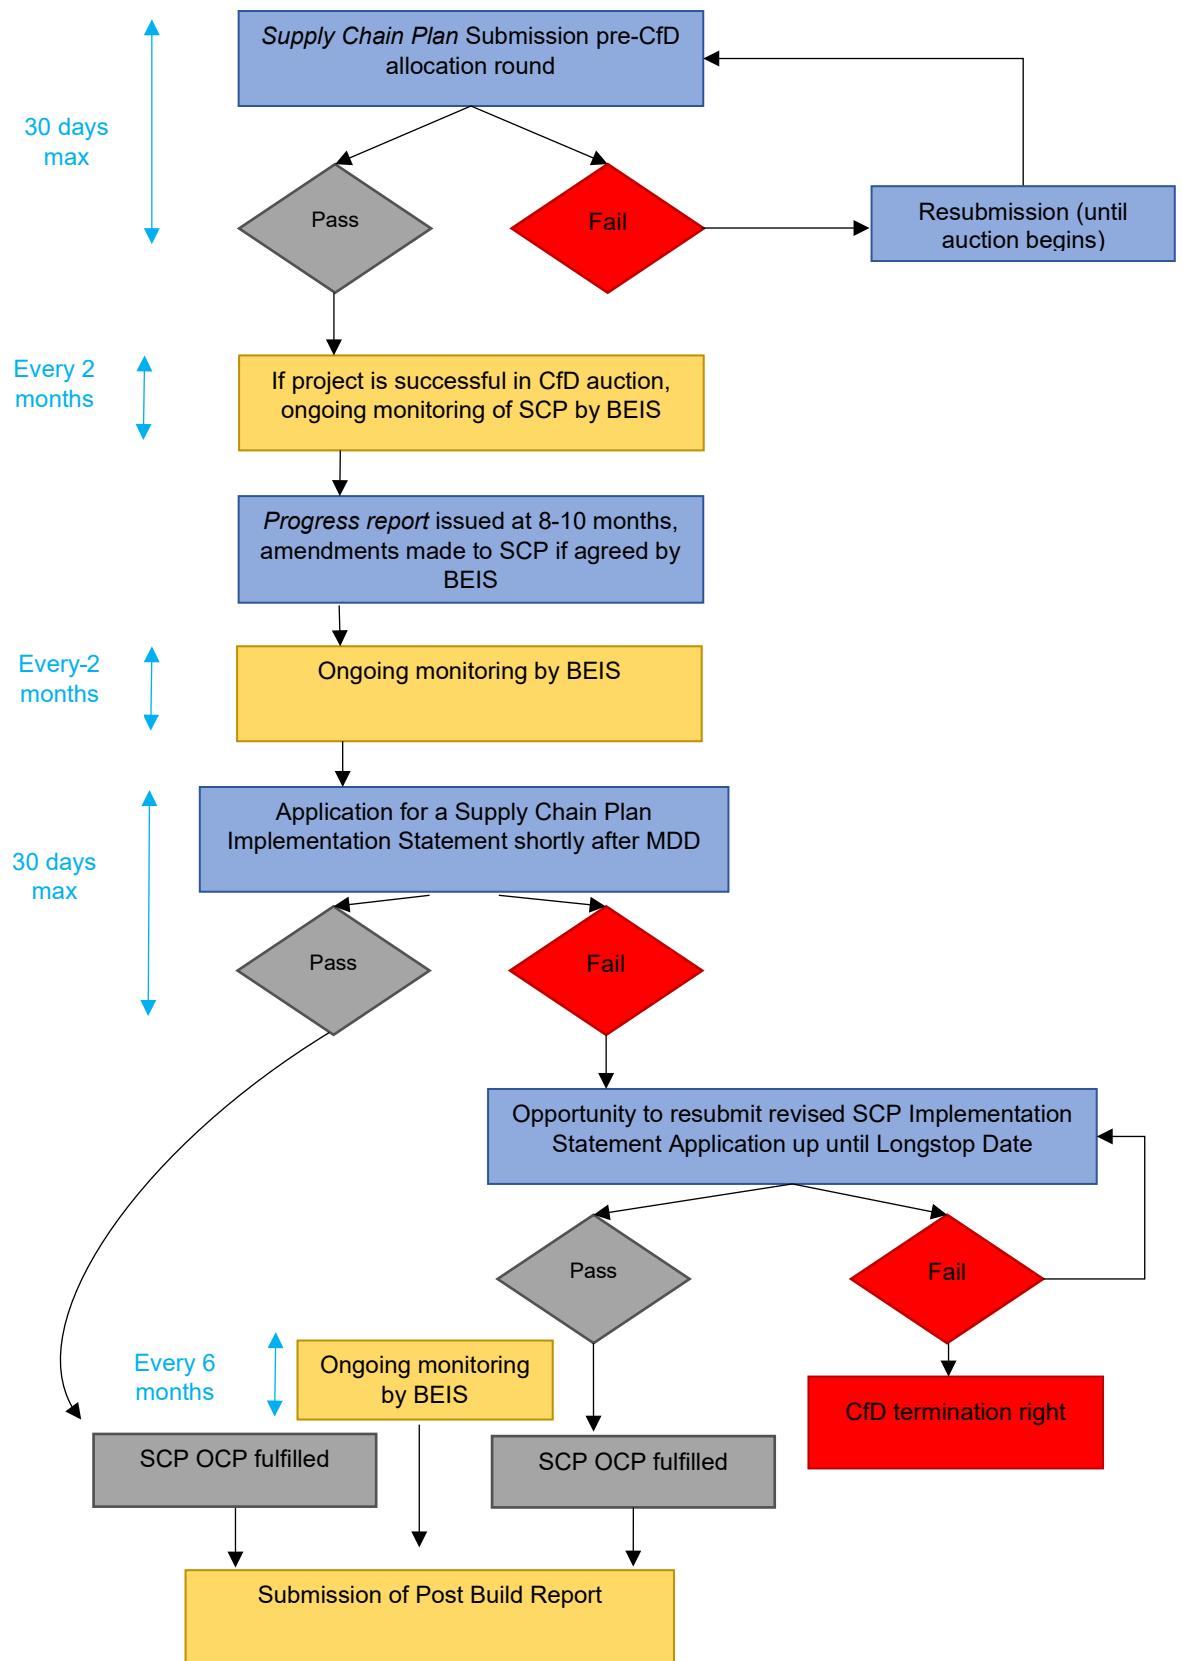 Supply Chain Plan Submission pre-CfD
allocation round
30 days
max
Pass
Fail
Resubmission (until
auction begins)
Every 2
months
If project is successful in CfD auction,
ongoing monitoring of SCP by BEIS
Progress report issued at 8-10 months,
amendments made to SCP if agreed by
BEIS
Every-2
months
Ongoing monitoring by BEIS
Application for a Supply Chain Plan
Implementation Statement shortly after MDD
30 days
max
Pass
Fail
Opportunity to resubmit revised SCP Implementation
Statement Application up until Longstop Date
Pass
Fail
Every 6
months
Ongoing monitoring
by BEIS
CfD termination right
SCP OCP fulfilled
SCP OCP fulfilled
Submission of Post Build Report